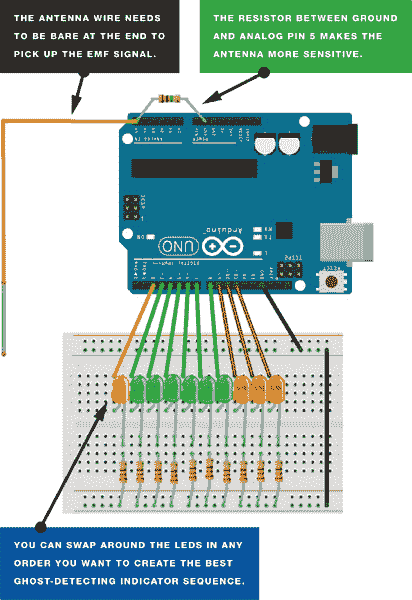 THE ANTENNA WIRE NEEDS
TO BE BARE AT THE END TO
PICK UP THE EMF SIGNAL.
THE RESISTOR BETWEEN GROUND
AND ANALOG PIN 5 MAKES THE
ANTENNA MORE SENSITIVE.
Arduino
UNO
YOU CAN SWAP AROUND THE LEDS IN ANY
ORDER YOU WANT TO CREATE THE BEST
GHOST-DETECTING INDICATOR SEQUENCE.